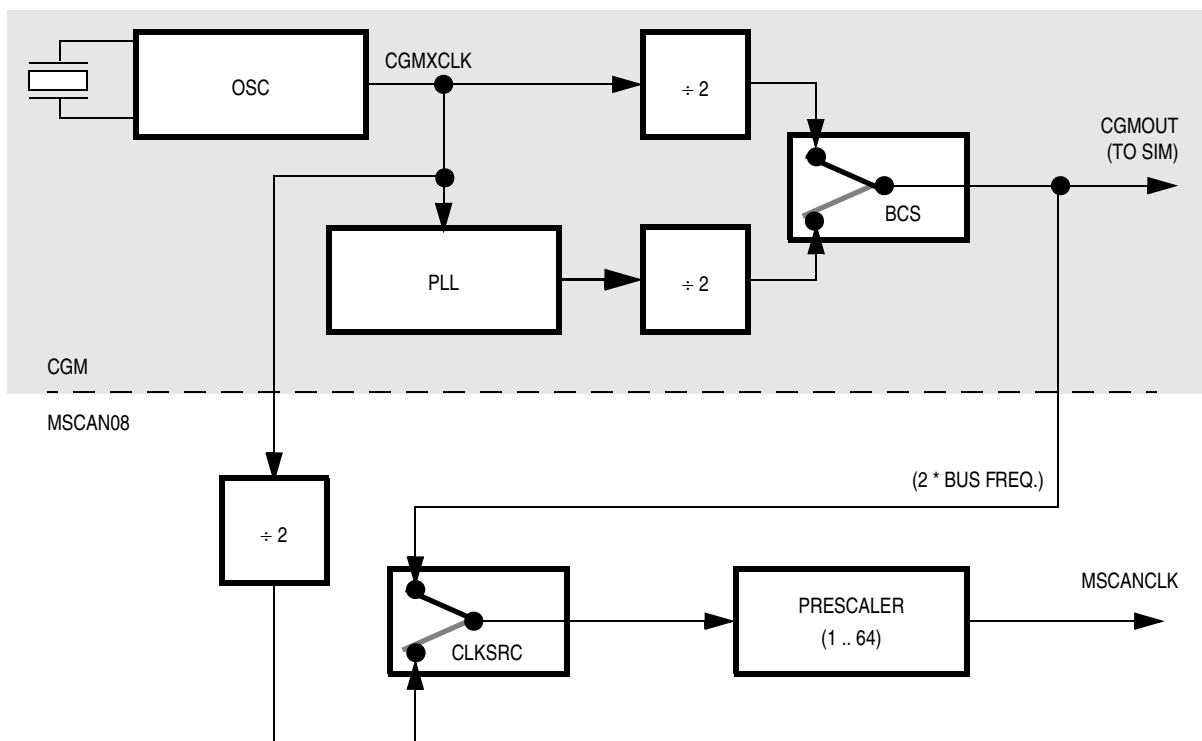 CGMXCLK
OSC
÷ 2
CGMOUT
(TO SIM)
BCS
PLL
÷ 2
CGM
MSCAN08
(2 * BUS FREQ.)
÷ 2
MSCANCLK
PRESCALER
(1 .. 64)
CLKSRC